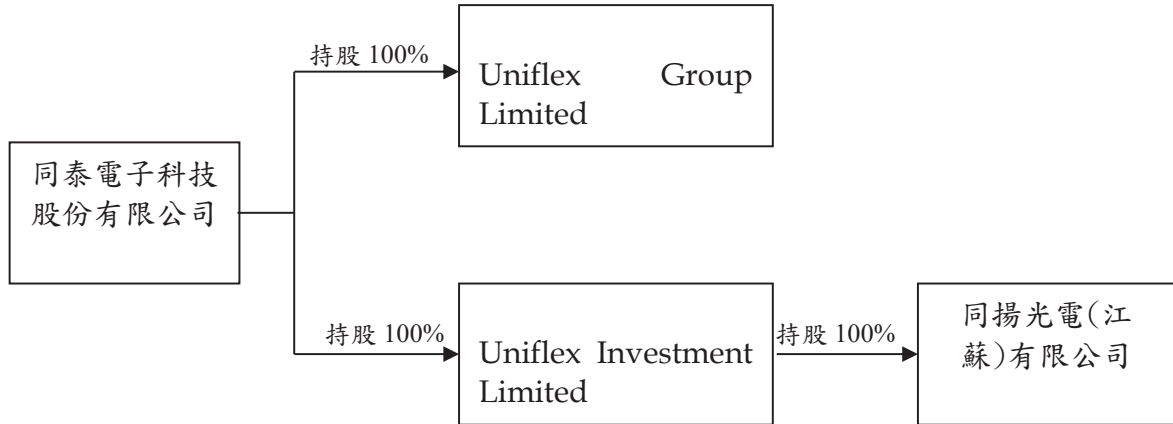 持股 100%
Uniflex Group
Limited
同泰電子科技
股份有限公司
持股 100%
Uniflex Investment
Limited
持股 100%
同揚光電(江
蘇)有限公司